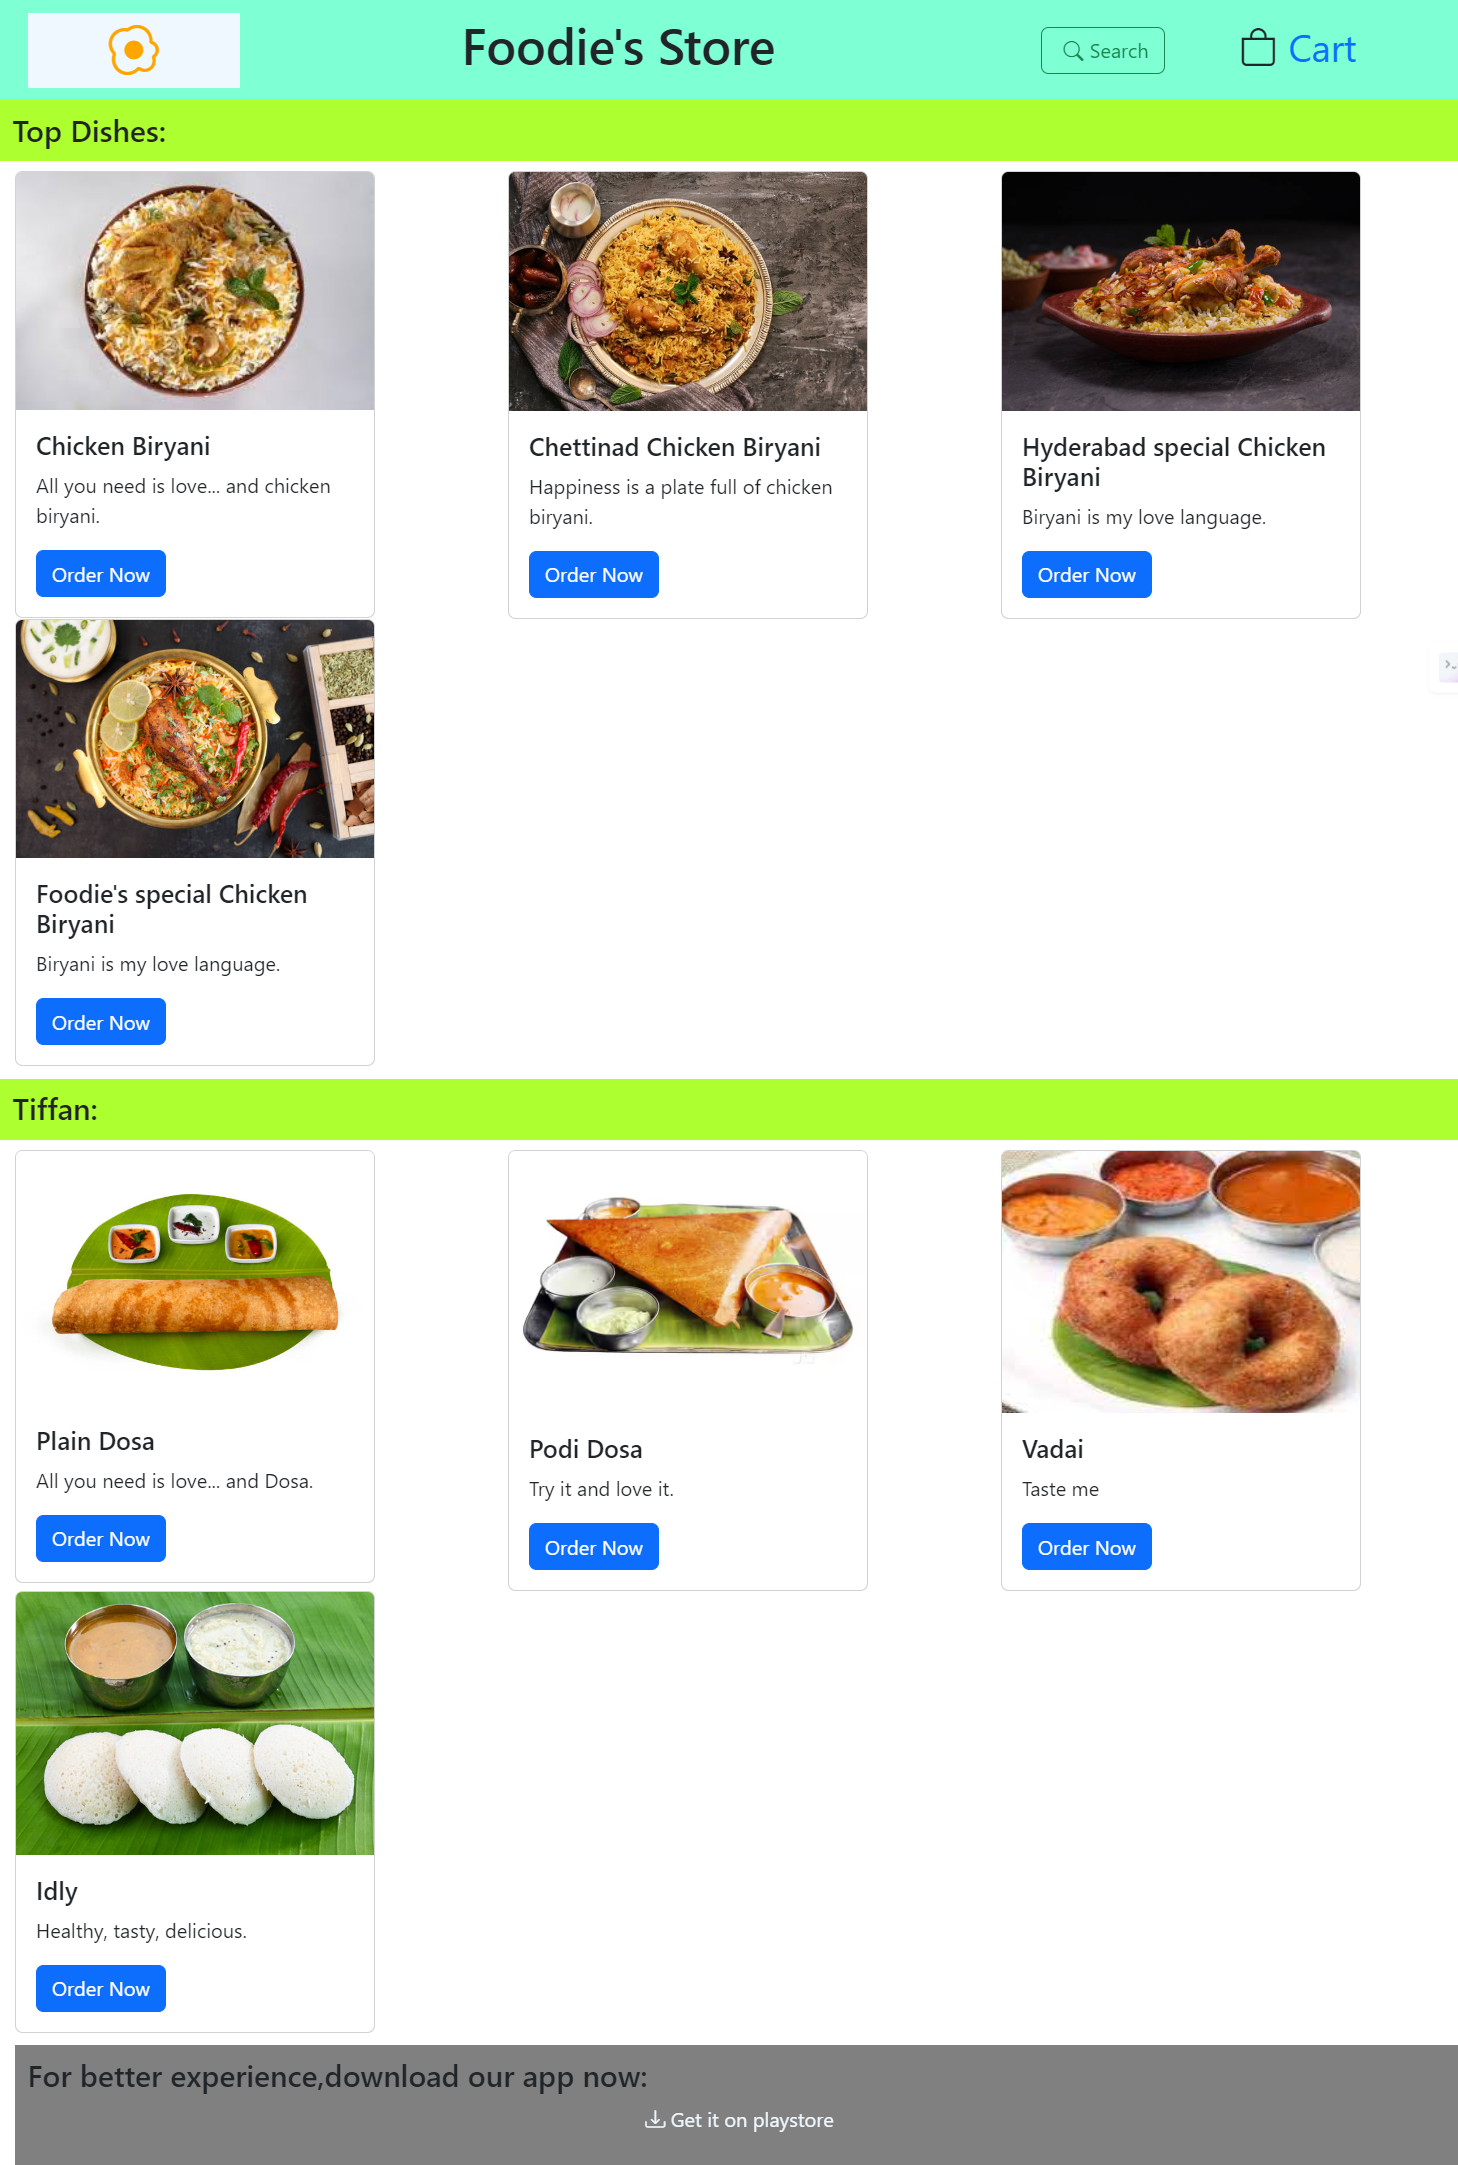 Foodie's Store
Search
Cart
Top Dishes:
Chicken Biryani
All you need is love... and chicken
biryani.
Order Now
Chettinad Chicken Biryani
Happiness is a plate full of chicken
biryani.
Order Now
Hyderabad special Chicken
Biryani
Biryani is my love language.
Order Now
Foodie's special Chicken
Biryani
Biryani is my love language.
Order Now
Tiffan:
Plain Dosa
All you need is love... and Dosa.
Order Now
Podi Dosa
Try it and love it.
Order Now
Vadai
Taste me
Order Now
Idly
Healthy, tasty, delicious.
Order Now
For better experience,download our app now:
Get it on playstore